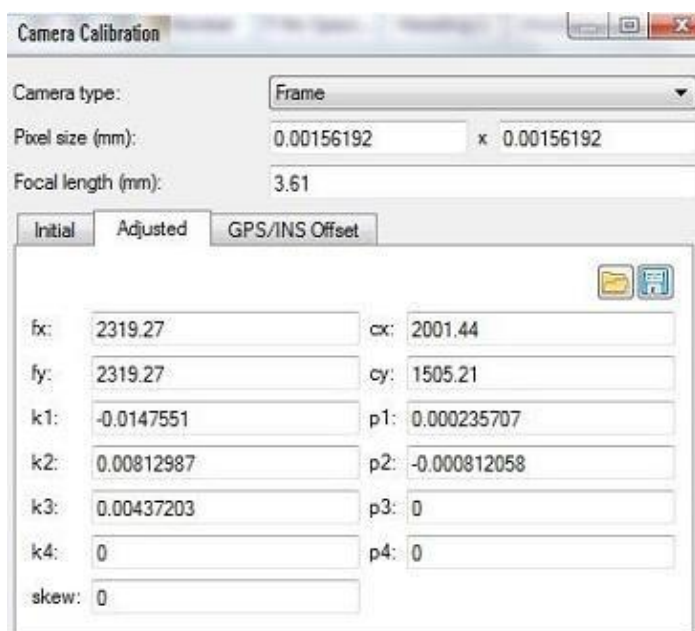 Camera Calibration
Camera type: Frame
Pixel size (mm): 0.00156192 x 0.00156192
Focal length (mm): 3.61
Initial Adjusted GPS/INS Offset
fx: 2319.27 cx: 2001.44
fy: 2319.27 cy: 1505.21
k1: -0.0147551 p1: 0.000235707
k2: 0.00812987 p2: -0.000812058
k3: 0.00437203 p3: 0
k4: 0 p4: 0
skew: 0